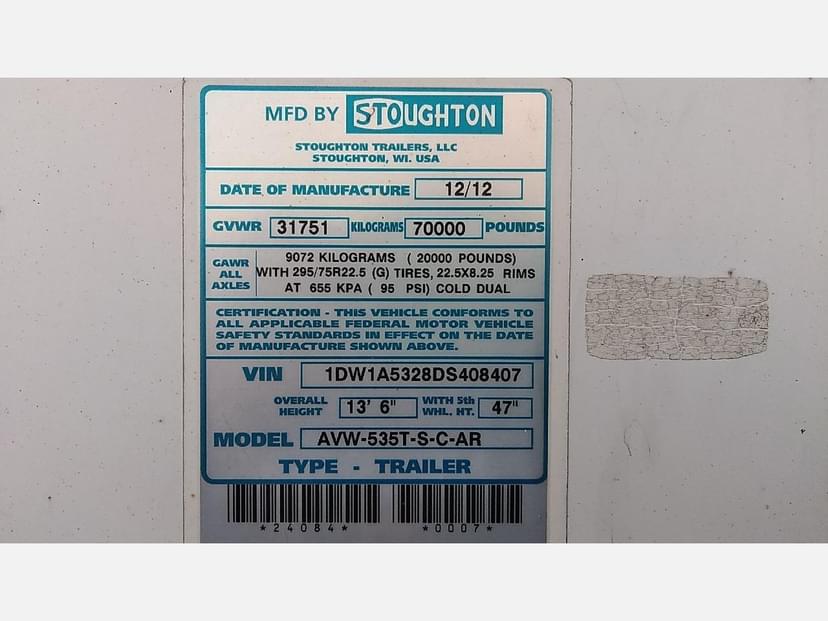 MFD BY STOUGHTON
STOUGHTON TRAILERS, LLC
STOUGHTON, WI. USA
DATE OF MANUFACTURE 12/12
GVWR 31751 KILOGRAMS 70000 POUNDS
GAWR ALL AXLES
9072 KILOGRAMS ( 20000 POUNDS)
WITH 295/75R22.5 (G) TIRES, 22.5X8.25 RIMS
AT 655 KPA ( 95 PSI) COLD DUAL
CERTIFICATION - THIS VEHICLE CONFORMS TO
ALL APPLICABLE FEDERAL MOTOR VEHICLE
SAFETY STANDARDS IN EFFECT ON THE DATE
OF MANUFACTURE SHOWN ABOVE.
VIN 1DW1A5328DS408407
OVERALL HEIGHT 13' 6" WITH 5th WHL. HT. 47"
MODEL AVW-535T-S-C-AR
TYPE - TRAILER
*24084* *0007*